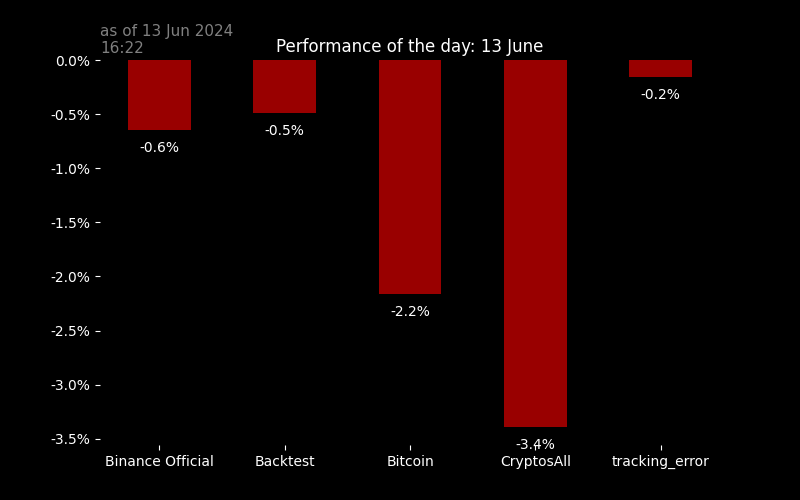 as of 13 Jun 2024
16:22
Performance of the day: 13 June
0.0%
-0.5%
-1.0%
-1.5%
-2.0%
-2.5%
-3.0%
-3.5%
-0.6%
-0.5%
-2.2%
-3.4%
-0.2%
Binance Official
Backtest
Bitcoin
CryptosAll
tracking_error